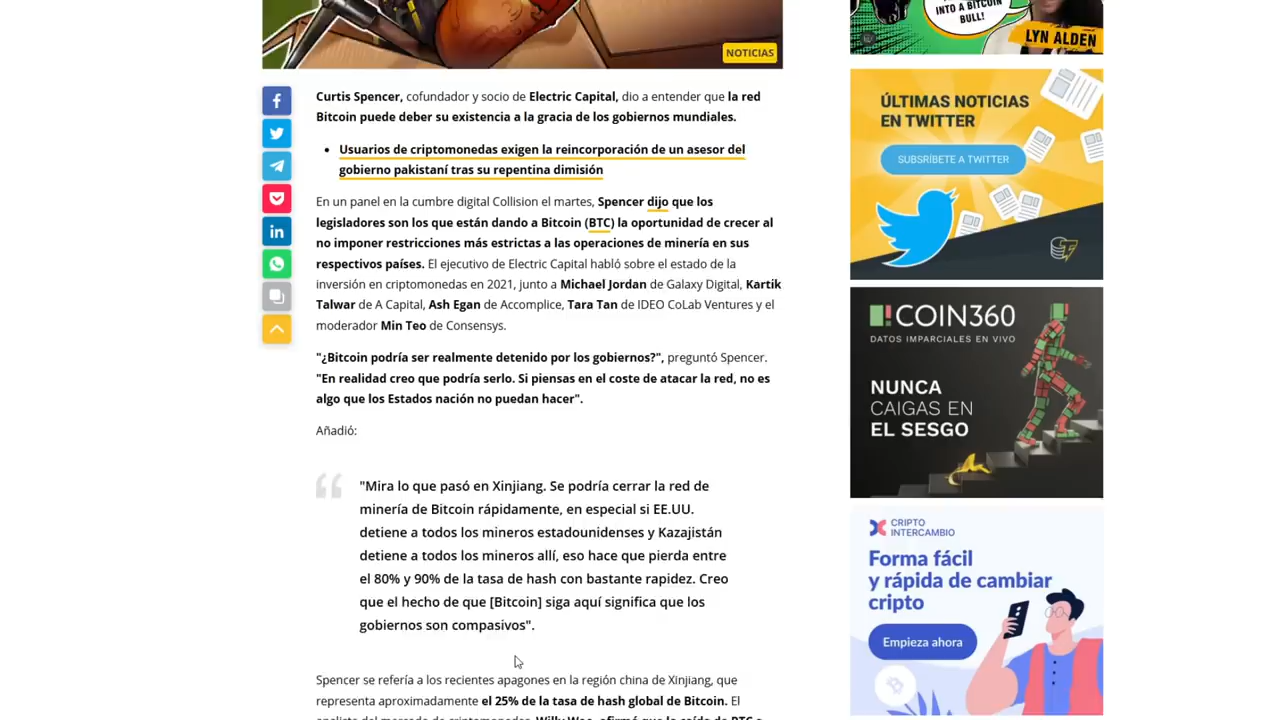 INTO A BITCOIN
BULL!
LYN ALDEN
NOTICIAS
Curtis Spencer, cofundador y socio de Electric Capital, dio a entender que la red
Bitcoin puede deber su existencia a la gracia de los gobiernos mundiales.
Usuarios de criptomonedas exigen la reincorporación de un asesor del
gobierno pakistaní tras su repentina dimisión
En un panel en la cumbre digital Collision el martes, Spencer dijo que los
legisladores son los que están dando a Bitcoin (BTC) la oportunidad de crecer al
no imponer restricciones más estrictas a las operaciones de minería en sus
respectivos países. El ejecutivo de Electric Capital habló sobre el estado de la
inversión en criptomonedas en 2021, junto a Michael Jordan de Galaxy Digital, Kartik
Talwar de A Capital, Ash Egan de Accomplice, Tara Tan de IDEO CoLab Ventures y el
moderador Min Teo de Consensys.
"¿Bitcoin podría ser realmente detenido por los gobiernos?", preguntó Spencer.
"En realidad creo que podría serlo. Si piensas en el coste de atacar la red, no es
algo que los Estados nación no puedan hacer".
Añadió:
"Mira lo que pasó en Xinjiang. Se podría cerrar la red de
minería de Bitcoin rápidamente, en especial si EE.UU.
detiene a todos los mineros estadounidenses y Kazajistán
detiene a todos los mineros allí, eso hace que pierda entre
el 80% y 90% de la tasa de hash con bastante rapidez. Creo
que el hecho de que [Bitcoin] siga aquí significa que los
gobiernos son compasivos".
Spencer se refería a los recientes apagones en la región china de Xinjiang, que
representa aproximadamente el 25% de la tasa de hash global de Bitcoin. El
analista del mercado de criptomonedas, Willy Woo, afirmó que la caída de BTC a
ÚLTIMAS NOTICIAS
EN TWITTER
SUBSRÍBETE A TWITTER
COIN360
DATOS IMPARCIALES EN VIVO
NUNCA
CAIGAS EN
EL SESGO
CRIPTO
INTERCAMBIO
Forma fácil
y rápida de cambiar
cripto
Empieza ahora